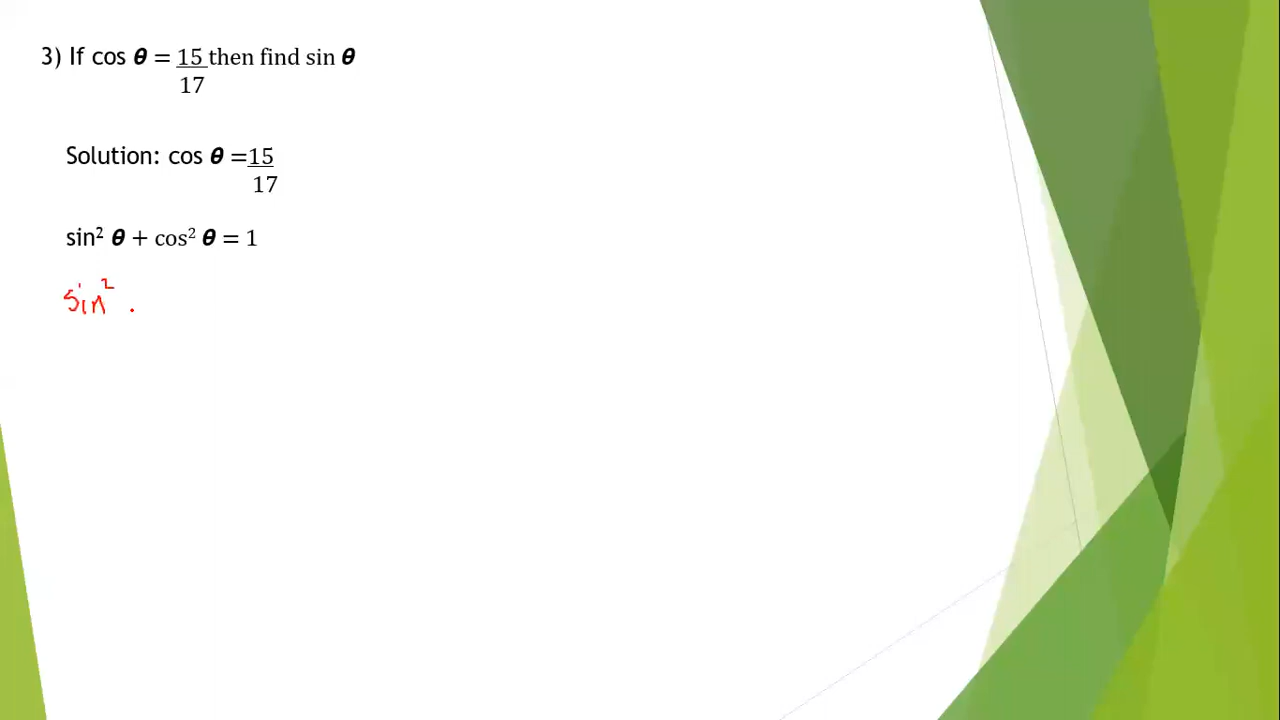 3) If cos θ = 15 then find sin θ
17
Solution: cos θ =15
17
sin² θ + cos² θ = 1
sin² .